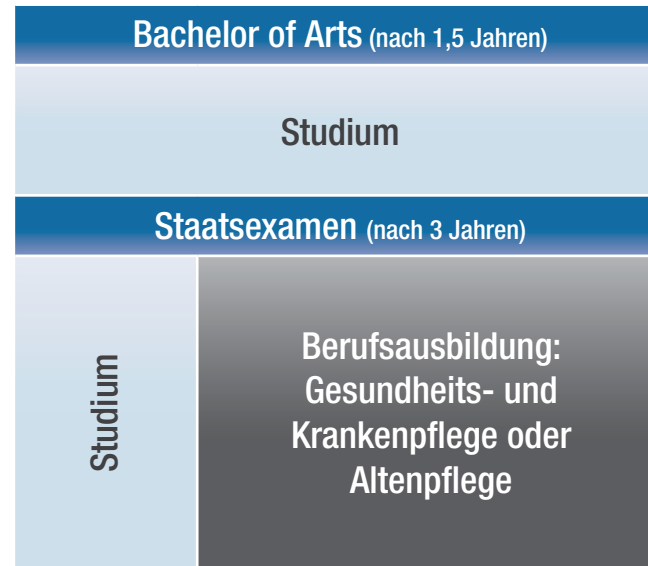 Bachelor of Arts (nach 1,5 Jahren)
Studium
Staatsexamen (nach 3 Jahren)
Studium
Berufsausbildung:
Gesundheits- und
Krankenpflege oder
Altenpflege